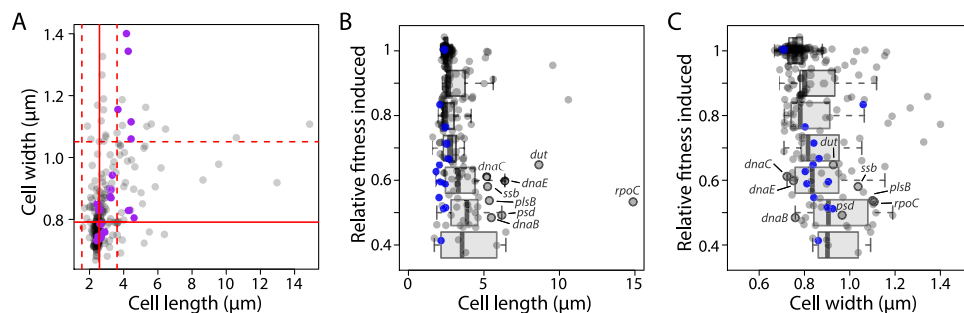 A
Cell width (µm)
1.4
1.2
1.0
0.8
2 4 6 8 10 12 14
Cell length (µm)
B
Relative fitness induced
1
0.8
0.6
0.4
dut
dnaC
dnaE
ssb
plsB
psd
dnaB
rpoC
0 5 10 15
Cell length (µm)
C
Relative fitness induced
1
0.8
0.6
0.4
dut
dnaC
ssb
dnaE
plsB
psd
rpoC
dnaB
0.6 0.8 1.0 1.2 1.4
Cell width (µm)